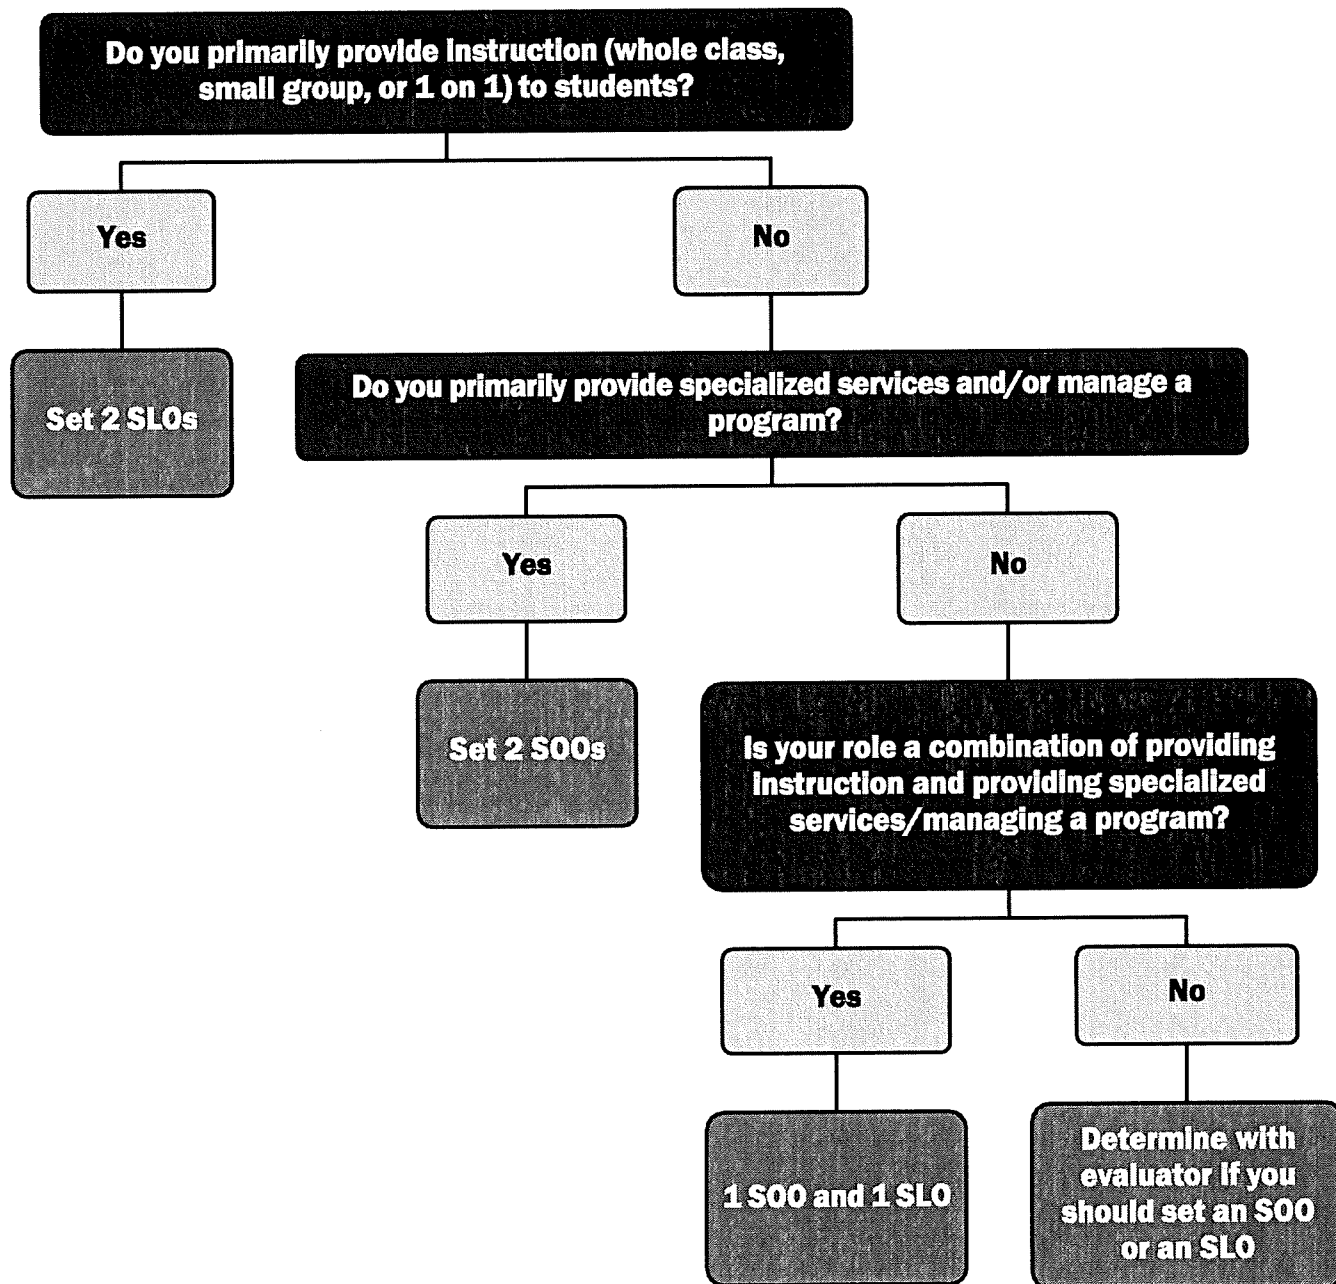 Do you primarily provide instruction (whole class,
small group, or 1 on 1) to students?
Yes
No
Set 2 SLOs
Do you primarily provide specialized services and/or manage a
program?
Yes
No
Set 2 SOOs
Is your role a combination of providing
instruction and providing specialized
services/managing a program?
Yes
No
1 SOO and 1 SLO
Determine with
evaluator if you
should set an SOO
or an SLO